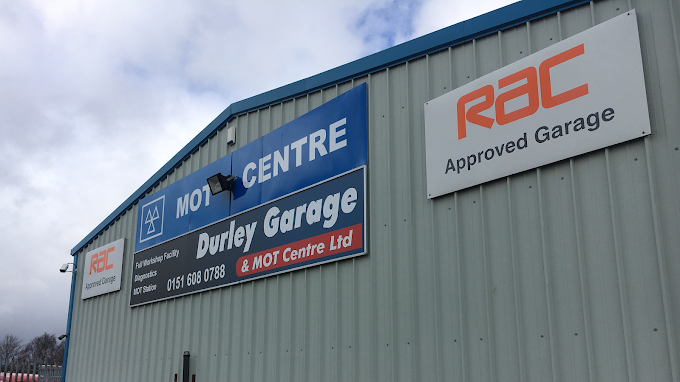 MOT CENTRE
Durley Garage
& MOT Centre Ltd
Full Workshop Facility
Diagnostics
MOT Station
0151 608 0788
RAC
Approved Garage
RAC
Approved Garage